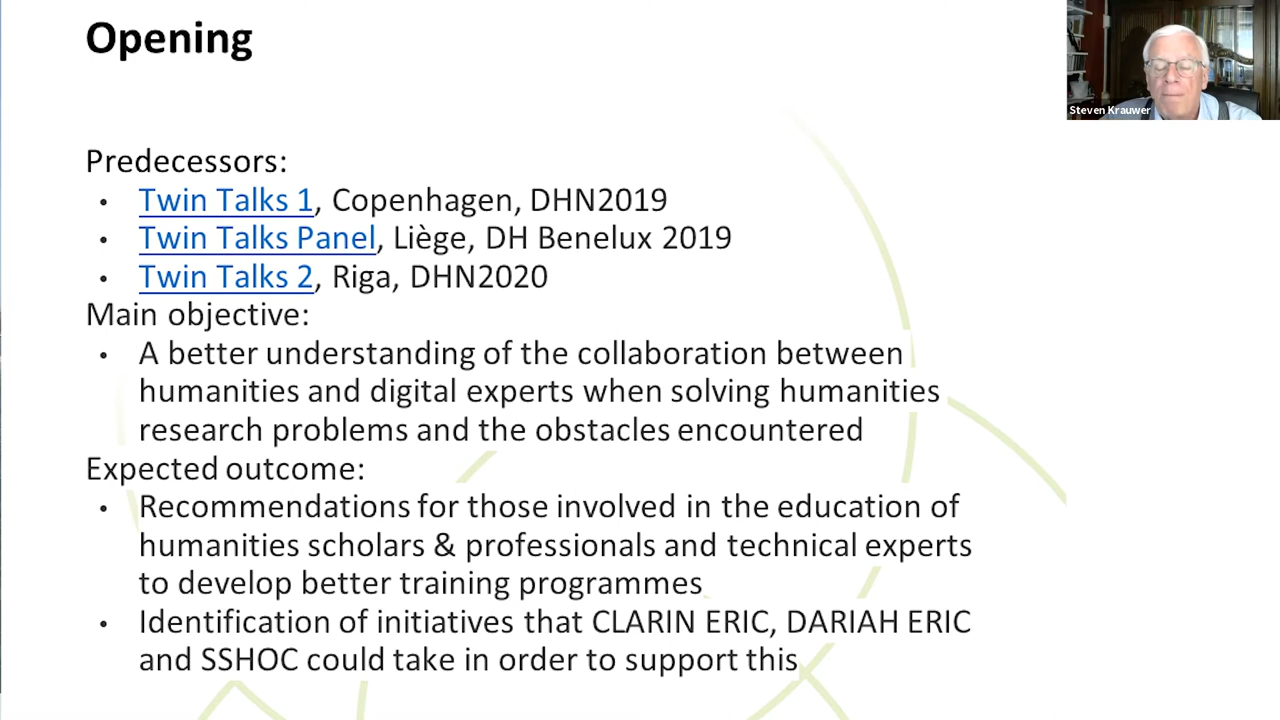 Opening
Steven Krauwer
Predecessors:
• Twin Talks 1, Copenhagen, DHN2019
• Twin Talks Panel, Liège, DH Benelux 2019
• Twin Talks 2, Riga, DHN2020
Main objective:
• A better understanding of the collaboration between
humanities and digital experts when solving humanities
research problems and the obstacles encountered
Expected outcome:
• Recommendations for those involved in the education of
humanities scholars & professionals and technical experts
to develop better training programmes
• Identification of initiatives that CLARIN ERIC, DARIAH ERIC
and SSHOC could take in order to support this